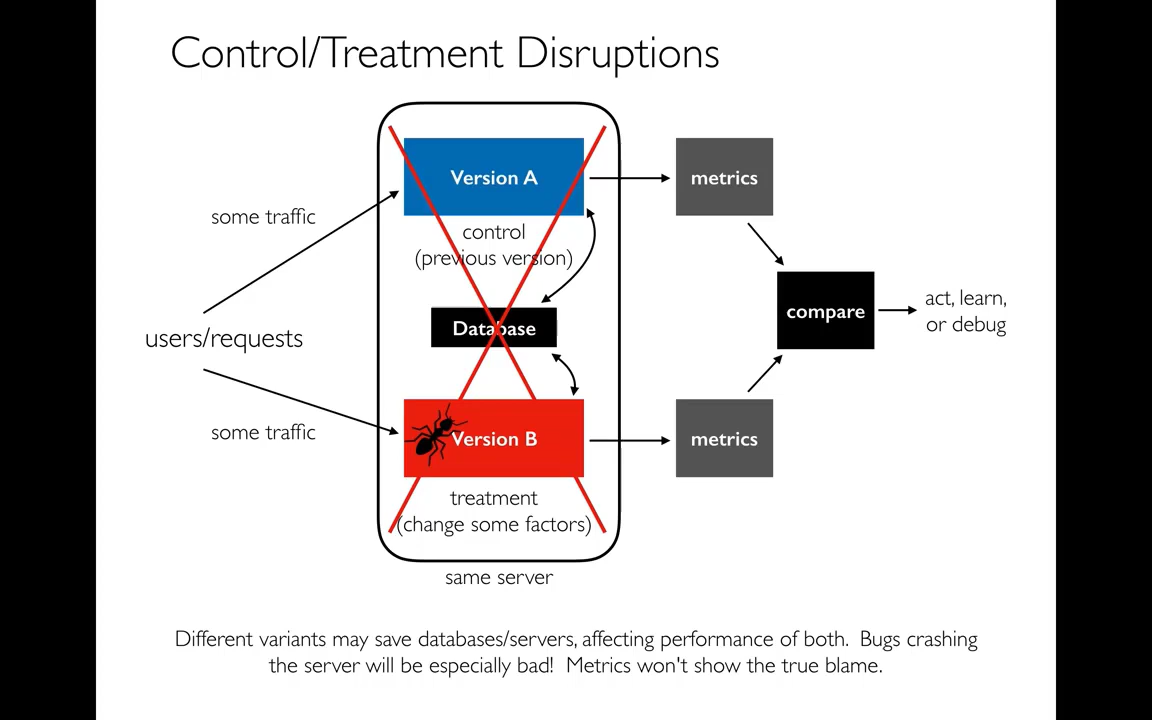 Control/Treatment Disruptions
Version A
metrics
some traffic
control
(previous version)
users/requests
Database
compare
act, learn,
or debug
some traffic
Version B
metrics
treatment
(change some factors)
same server
Different variants may save databases/servers, affecting performance of both. Bugs crashing
the server will be especially bad! Metrics won't show the true blame.